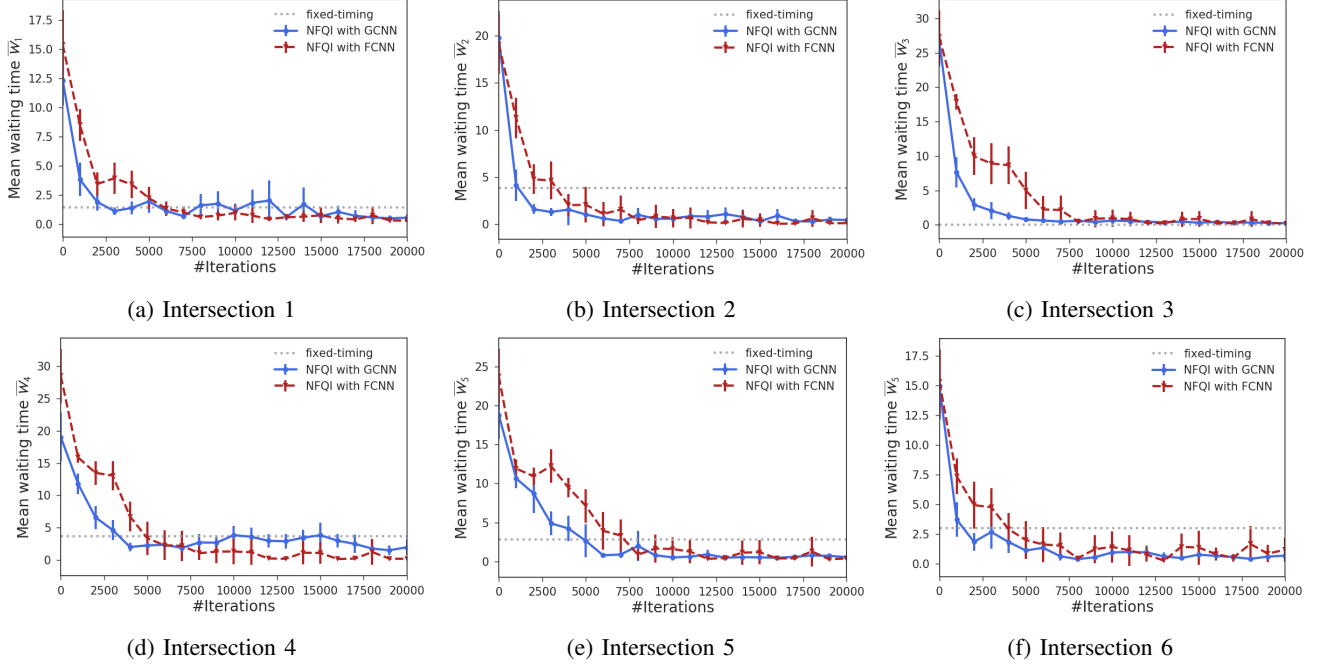 Mean waiting time W̅₁
17.5
15.0
12.5
10.0
7.5
5.0
2.5
0.0
fixed-timing
NFQI with GCNN
NFQI with FCNN
0 2500 5000 7500 10000 12500 15000 17500 20000
#Iterations
(a) Intersection 1
Mean waiting time W̅₂
20
15
10
5
0
fixed-timing
NFQI with GCNN
NFQI with FCNN
0 2500 5000 7500 10000 12500 15000 17500 20000
#Iterations
(b) Intersection 2
Mean waiting time W̅₃
30
25
20
15
10
5
0
fixed-timing
NFQI with GCNN
NFQI with FCNN
0 2500 5000 7500 10000 12500 15000 17500 20000
#Iterations
(c) Intersection 3
Mean waiting time W̅₄
30
25
20
15
10
5
0
fixed-timing
NFQI with GCNN
NFQI with FCNN
0 2500 5000 7500 10000 12500 15000 17500 20000
#Iterations
(d) Intersection 4
Mean waiting time W̅₅
25
20
15
10
5
0
fixed-timing
NFQI with GCNN
NFQI with FCNN
0 2500 5000 7500 10000 12500 15000 17500 20000
#Iterations
(e) Intersection 5
Mean waiting time W̅₅
17.5
15.0
12.5
10.0
7.5
5.0
2.5
0.0
fixed-timing
NFQI with GCNN
NFQI with FCNN
0 2500 5000 7500 10000 12500 15000 17500 20000
#Iterations
(f) Intersection 6